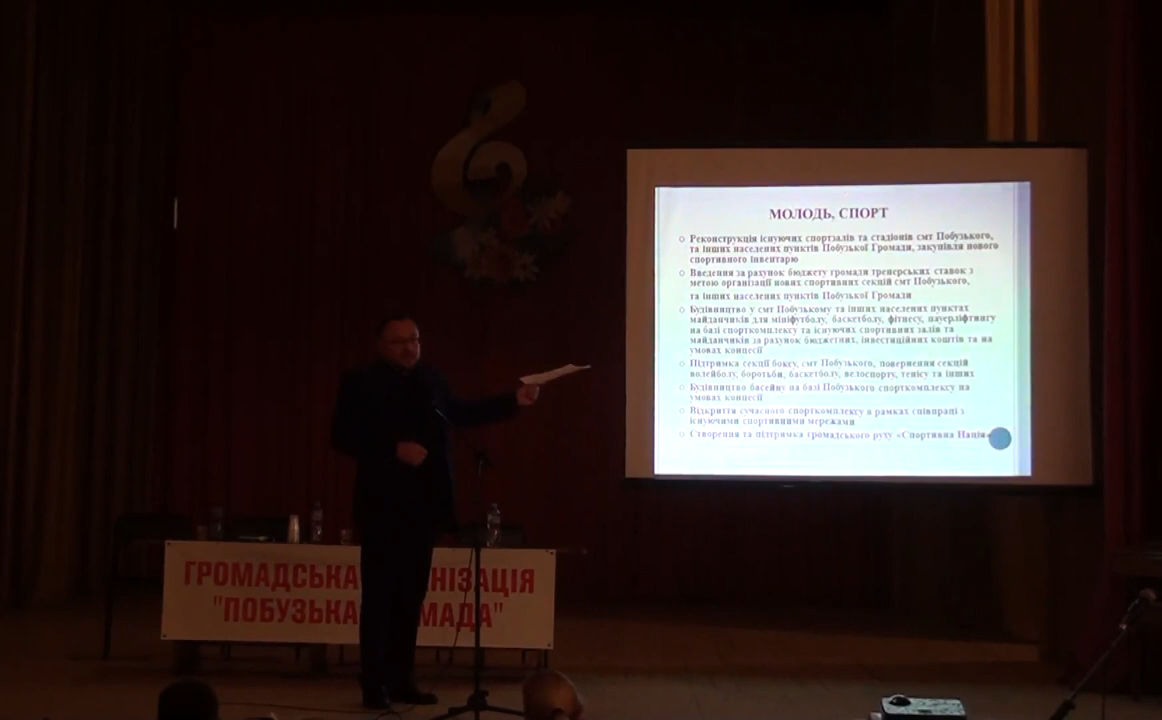 МОЛОДЬ, СПОРТ
Реконструкція існуючих спортзалів та стадіонів смт Побузького,
та інших населених пунктів Побузької Громади, закупівля нового
спортивного інвентарю
Введення за рахунок бюджету громади тренерських ставок з
метою організації нових спортивних секцій смт Побузького,
та інших населених пунктів Побузької Громади
Будівництво у смт Побузькому та інших населених пунктах
майданчиків для мініфутболу, баскетболу, фітнесу, пауерліфтингу
на базі спорткомплексу та існуючих спортивних залів та
майданчиків за рахунок бюджетних, інвестиційних коштів та на
умовах концесії
Підтримка секції боксу, смт Побузького, повернення секцій
волейболу, боротьби, баскетболу, велоспорту, тенісу та інших
Будівництво басейну на базі Побузького спорткомплексу на
умовах концесії
Відкриття сучасного спорткомплексу в рамках співпраці з
існуючими спортивними мережами
Створення та підтримка громадського руху «Спортивна Нація»
ГРОМАДСЬКА НІЗАЦІЯ
"ПОБУЗЬКА МАДА"